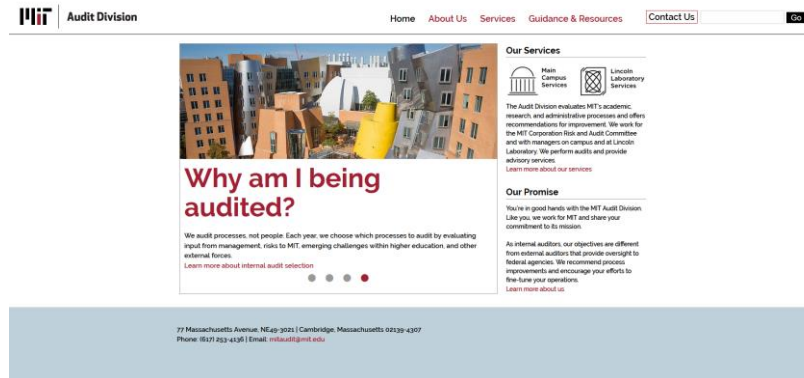 MIT Audit Division
Home About Us Services Guidance & Resources Contact Us Go
Why am I being
audited?
We audit processes, not people. Each year, we choose which processes to audit by evaluating
input from management, risks to MIT, emerging challenges within higher education, and other
external forces.
Learn more about internal audit selection
Our Services
Main
Campus
Services
Lincoln
Laboratory
Services
The Audit Division evaluates MIT's academic,
research, and administrative processes and offers
recommendations for improvement. We work for
the MIT Corporation Risk and Audit Committee
and with managers on campus and at Lincoln
Laboratory. We perform audits and provide
advisory services.
Learn more about our services
Our Promise
You're in good hands with the MIT Audit Division.
Like you, we work for MIT and share your
commitment to its mission.
As internal auditors, our objectives are different
from external auditors that provide oversight to
federal agencies. We recommend process
improvements and encourage your efforts to
fine-tune your operations.
Learn more about us
77 Massachusetts Avenue, NE49-3021 | Cambridge, Massachusetts 02139-4307
Phone: (617) 253-4136 | Email: mitaudit@mit.edu